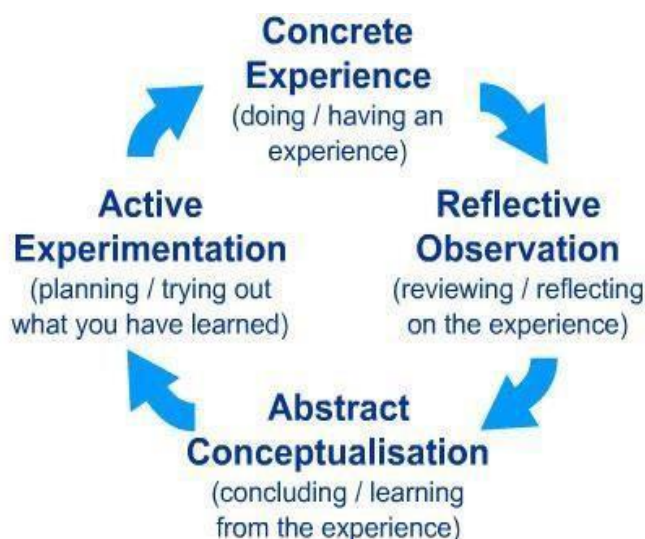 Concrete
Experience
(doing / having an
experience)
Reflective
Observation
(reviewing / reflecting
on the experience)
Abstract
Conceptualisation
(concluding / learning
from the experience)
Active
Experimentation
(planning / trying out
what you have learned)